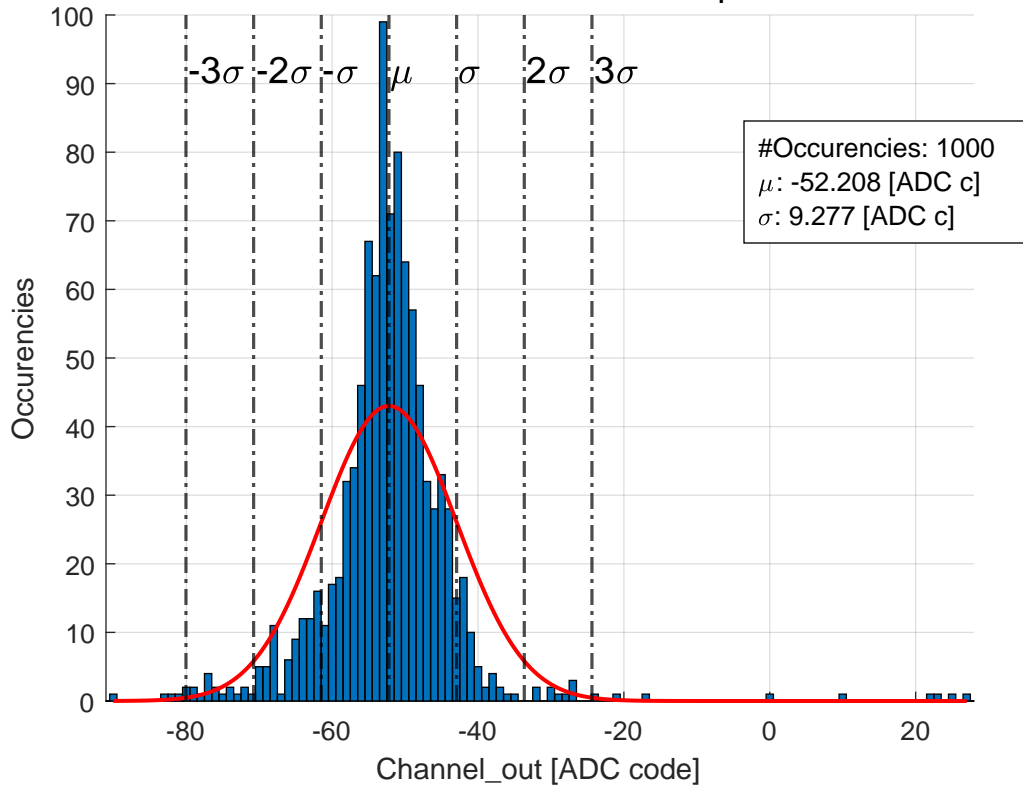 100
90
80
70
60
50
40
30
20
10
0
Occurencies
-3σ -2σ -σ μ σ 2σ 3σ
#Occurencies: 1000
μ: -52.208 [ADC c]
σ: 9.277 [ADC c]
-80 -60 -40 -20 0 20
Channel_out [ADC code]